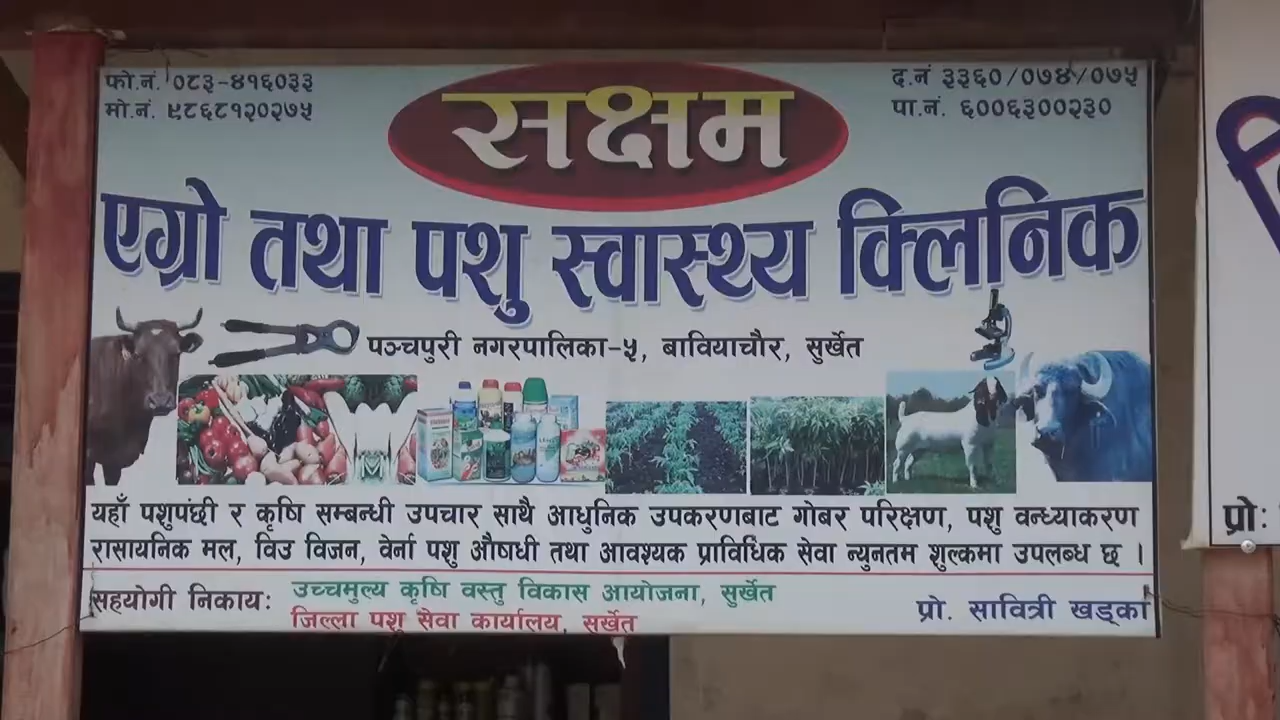 फो.नं. ०८३-४१६०३३
मो.नं. ९८६८१२०२७५
द.नं ३३६०/०७४/०७५
पा.नं. ६००६३००२३०
सक्षम
एग्रो तथा पशु स्वास्थ्य क्लिनिक
पञ्चपुरी नगरपालिका-५, बावियाचौर, सुर्खेत
यहाँ पशुपंछी र कृषि सम्बन्धी उपचार साथै आधुनिक उपकरणबाट गोबर परिक्षण, पशु वन्ध्याकरण
रासायनिक मल, विउ विजन, वेर्ना पशु औषधी तथा आवश्यक प्राविधिक सेवा न्युनतम शुल्कमा उपलब्ध छ ।
सहयोगी निकायः उच्चमुल्य कृषि वस्तु विकास आयोजना, सुर्खेत
जिल्ला पशु सेवा कार्यालय, सुर्खेत
प्रो. सावित्री खड्का
प्रो: